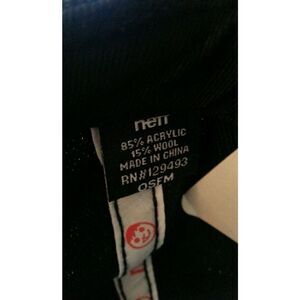 neff
85% ACRYLIC
15% WOOL
MADE IN CHINA
RN#129493
OSFM